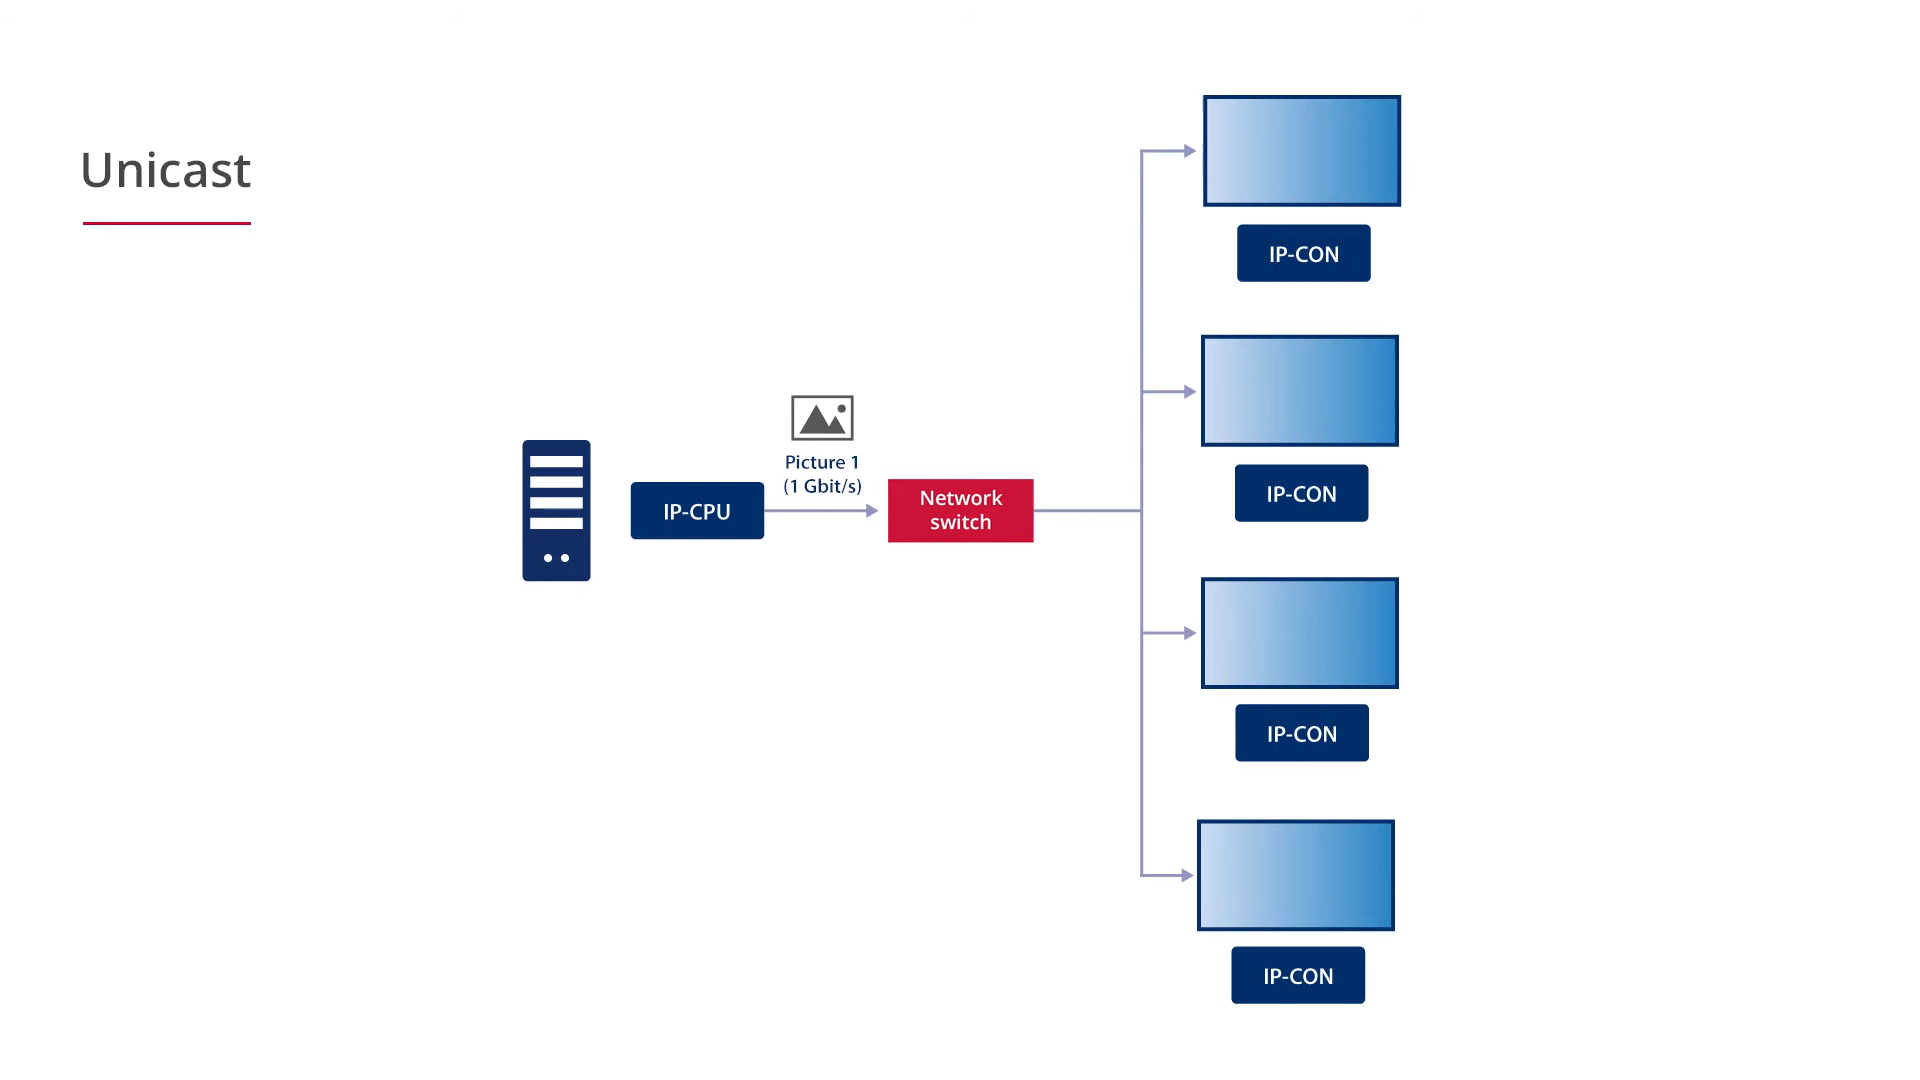 Unicast
Picture 1
(1 Gbit/s)
IP-CPU
Network
switch
IP-CON
IP-CON
IP-CON
IP-CON